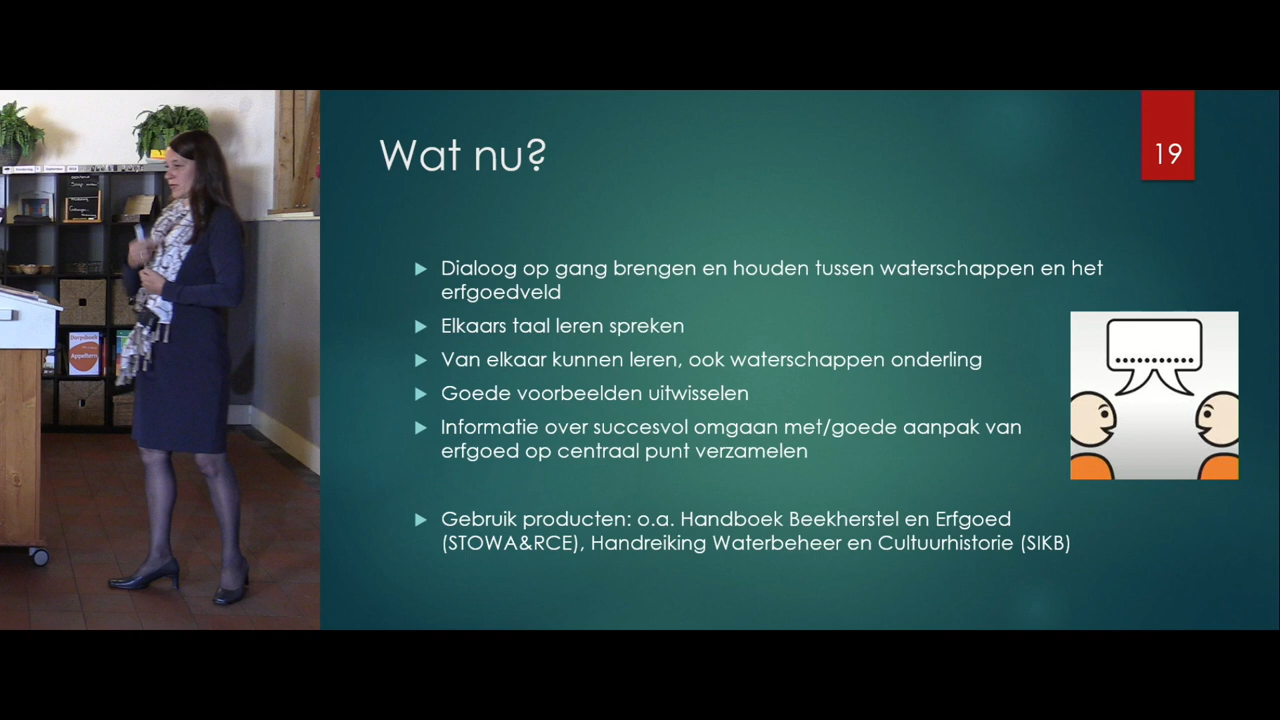 Wat nu?
19
Dialoog op gang brengen en houden tussen waterschappen en het
erfgoedveld
Elkaars taal leren spreken
Van elkaar kunnen leren, ook waterschappen onderling
Goede voorbeelden uitwisselen
Informatie over succesvol omgaan met/goede aanpak van
erfgoed op centraal punt verzamelen
Gebruik producten: o.a. Handboek Beekherstel en Erfgoed
(STOWA&RCE), Handreiking Waterbeheer en Cultuurhistorie (SIKB)
Dorpsboek
Appeltern